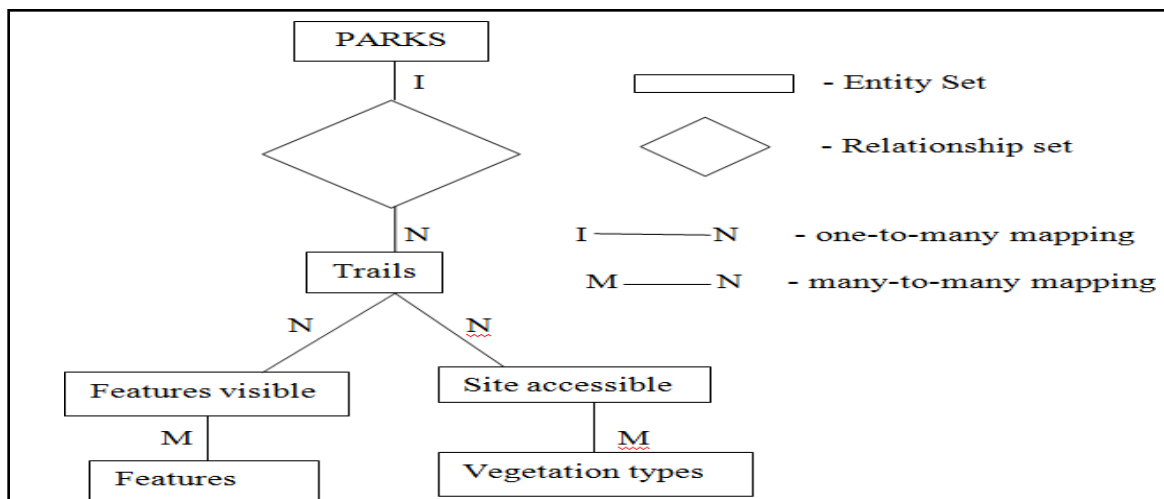 PARKS
I
- Entity Set
- Relationship set
N
I N - one-to-many mapping
Trails
M N - many-to-many mapping
N N
Features visible
Site accessible
M M
Features
Vegetation types